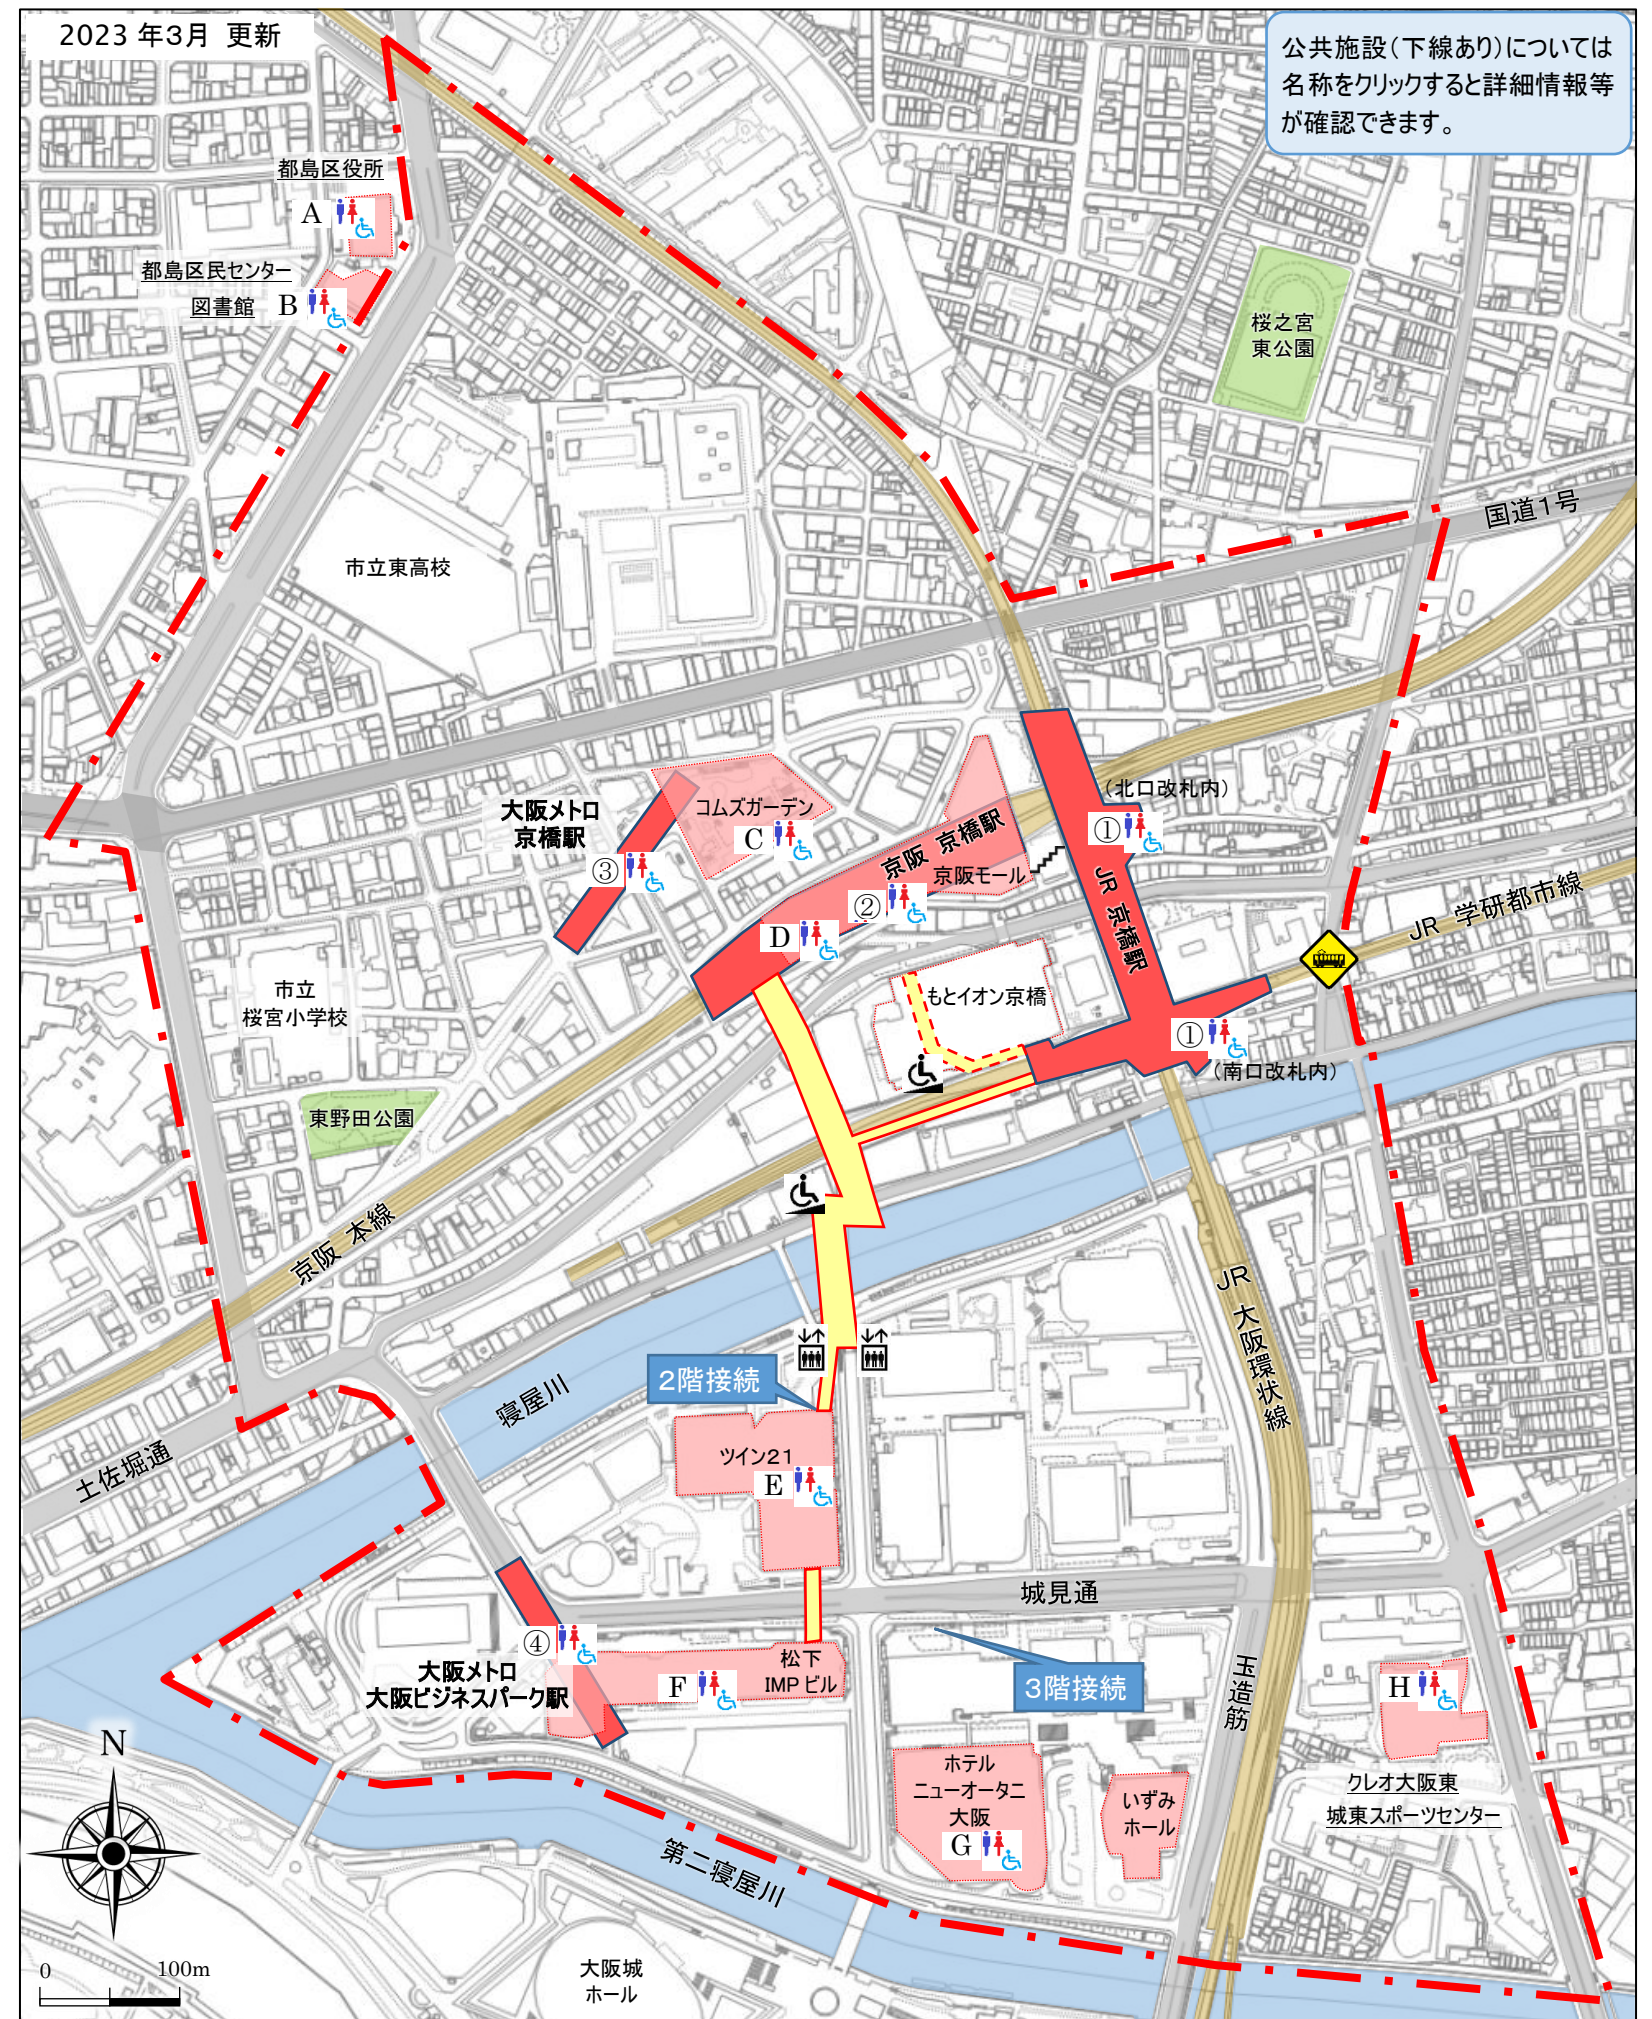 2023年3月 更新
公共施設（下線あり）については
名称をクリックすると詳細情報等
が確認できます。
都島区役所
A
都島区民センター
図書館
B
桜之宮
東公園
国道1号
市立東高校
(北口改札内)
大阪メトロ
京橋駅
コムズガーデン
C
①
③
京阪 京橋駅
京阪モール
②
D
JR 京橋駅
JR 学研都市線
市立
桜宮小学校
もとイオン京橋
①
(南口改札内)
東野田公園
京阪 本線
JR 大阪環状線
2階接続
寝屋川
土佐堀通
ツイン21
E
城見通
④
松下
IMPビル
大阪メトロ
大阪ビジネスパーク駅
F
3階接続
玉造筋
H
N
ホテル
ニューオータニ
大阪
G
いずみ
ホール
クレオ大阪東
城東スポーツセンター
第二寝屋川
0
100m
大阪城
ホール